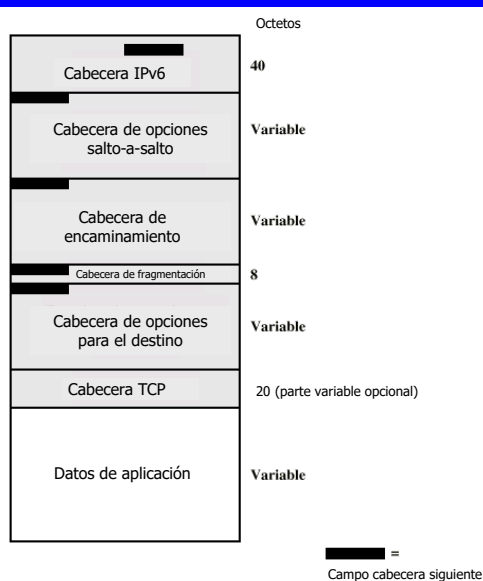 Octetos
Cabecera IPv6
40
Cabecera de opciones
salto-a-salto
Variable
Cabecera de
encaminamiento
Variable
Cabecera de fragmentación
8
Cabecera de opciones
para el destino
Variable
Cabecera TCP
20 (parte variable opcional)
Datos de aplicación
Variable
=
Campo cabecera siguiente